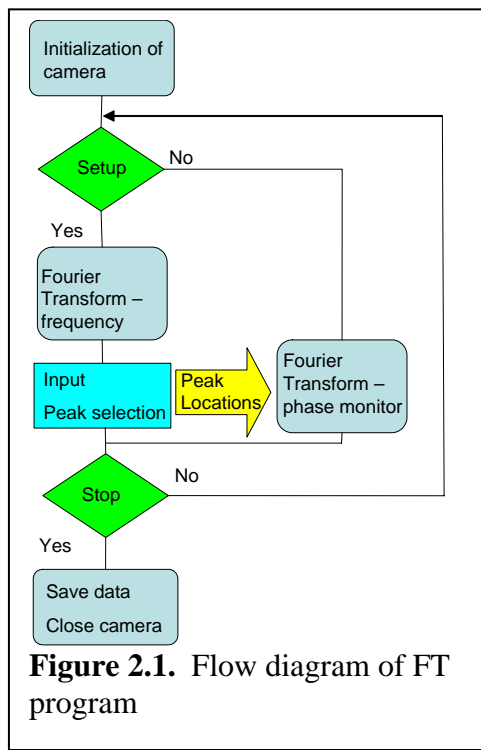 Initialization of
camera
Setup
No
Yes
Fourier
Transform –
frequency
Input
Peak selection
Peak
Locations
Fourier
Transform –
phase monitor
Stop
No
Yes
Save data
Close camera
Figure 2.1. Flow diagram of FT
program